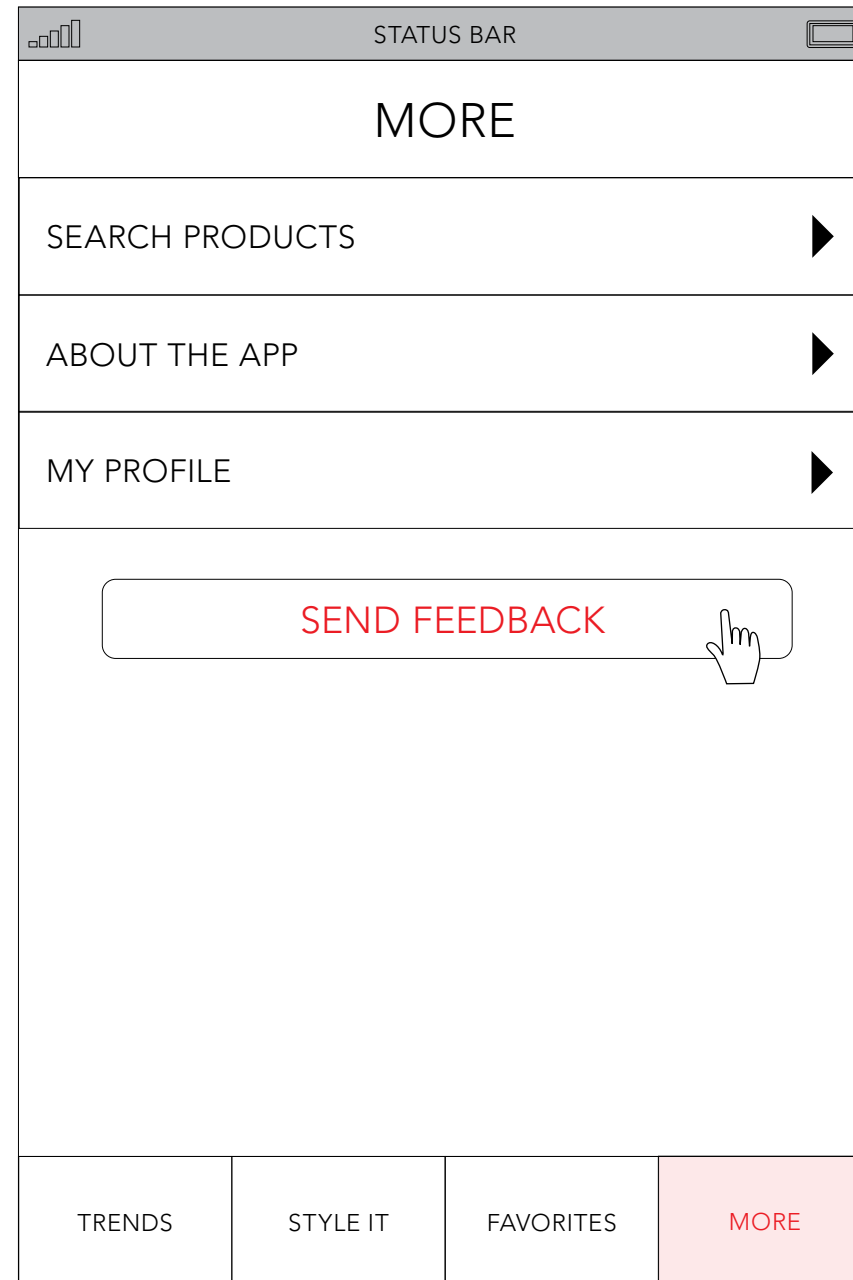 STATUS BAR
MORE
SEARCH PRODUCTS
ABOUT THE APP
MY PROFILE
SEND FEEDBACK
TRENDS
STYLE IT
FAVORITES
MORE